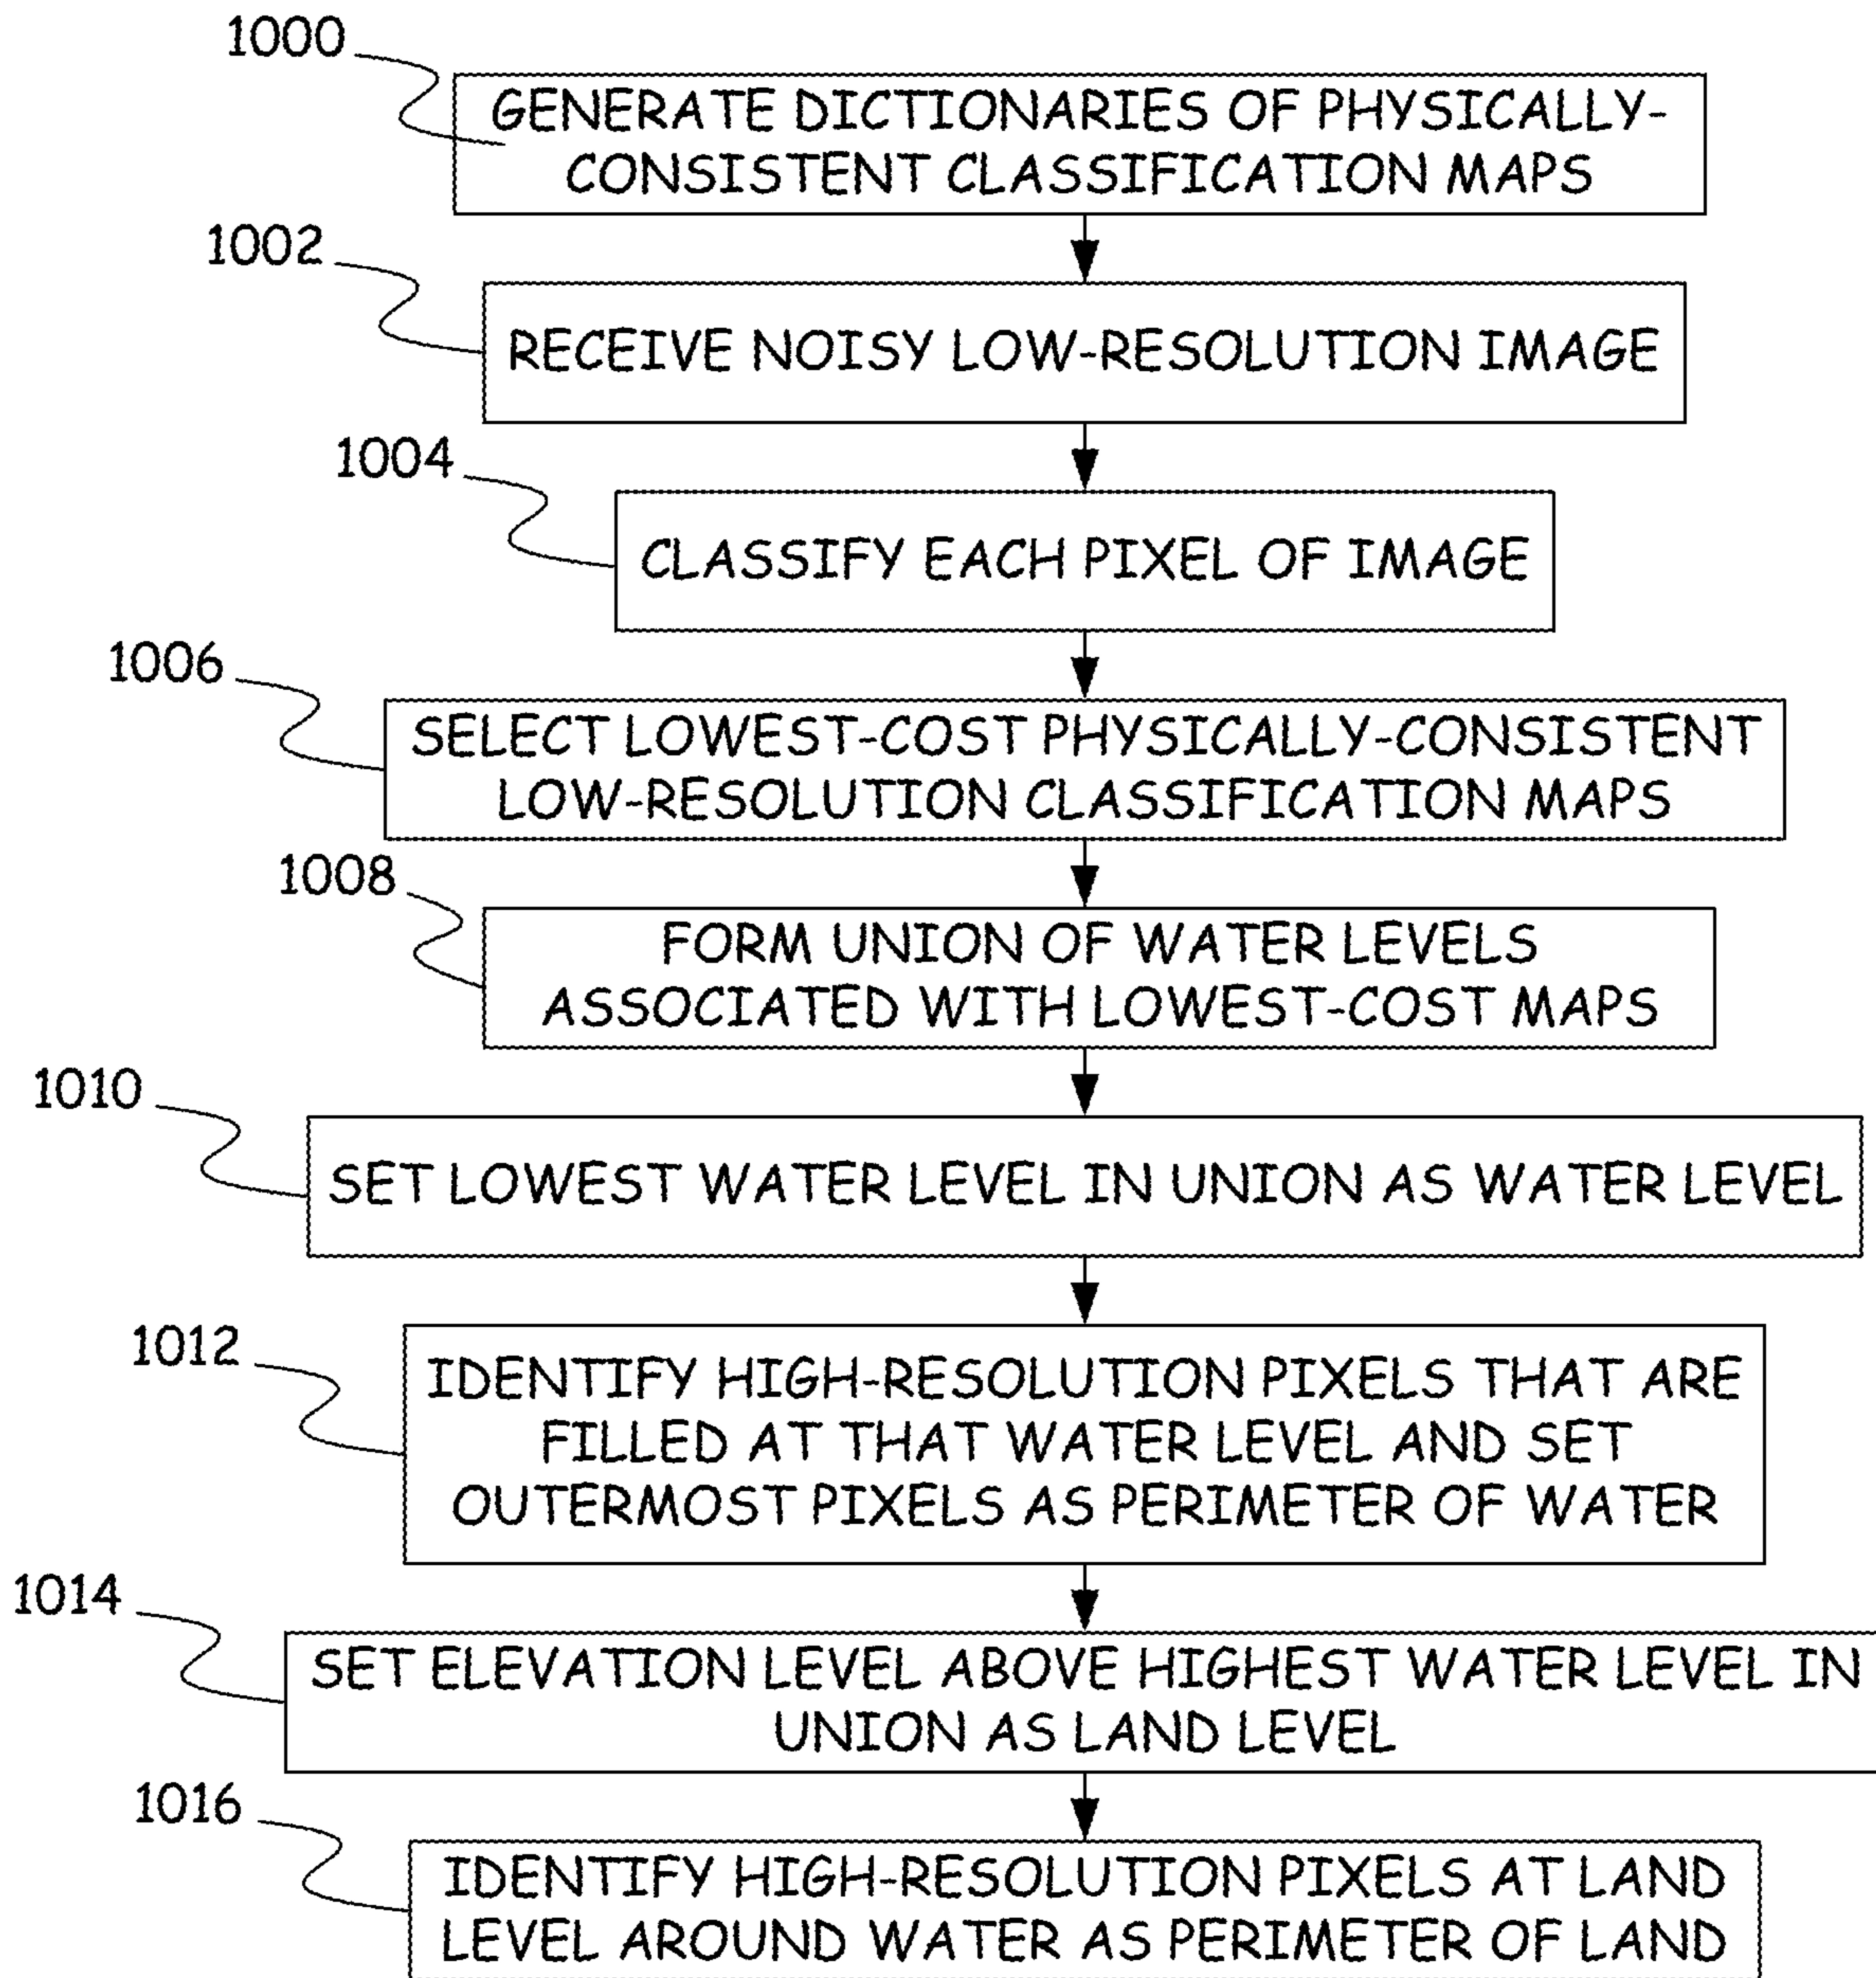 1000
GENERATE DICTIONARIES OF PHYSICALLY-
CONSISTENT CLASSIFICATION MAPS
1002
RECEIVE NOISY LOW-RESOLUTION IMAGE
1004
CLASSIFY EACH PIXEL OF IMAGE
1006
SELECT LOWEST-COST PHYSICALLY-CONSISTENT
LOW-RESOLUTION CLASSIFICATION MAPS
1008
FORM UNION OF WATER LEVELS
ASSOCIATED WITH LOWEST-COST MAPS
1010
SET LOWEST WATER LEVEL IN UNION AS WATER LEVEL
1012
IDENTIFY HIGH-RESOLUTION PIXELS THAT ARE
FILLED AT THAT WATER LEVEL AND SET
OUTERMOST PIXELS AS PERIMETER OF WATER
1014
SET ELEVATION LEVEL ABOVE HIGHEST WATER LEVEL IN
UNION AS LAND LEVEL
1016
IDENTIFY HIGH-RESOLUTION PIXELS AT LAND
LEVEL AROUND WATER AS PERIMETER OF LAND